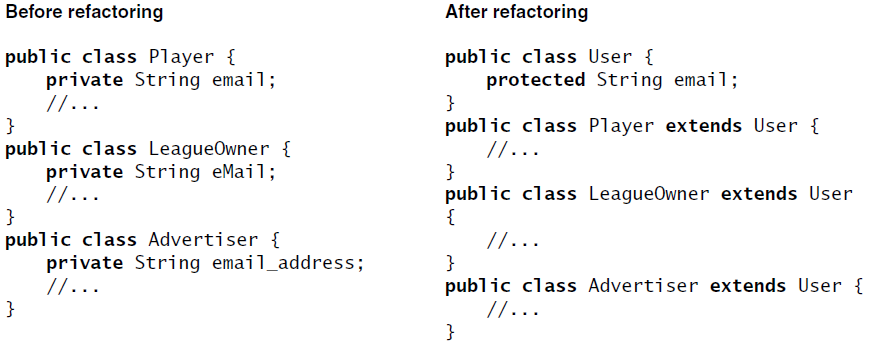 Before refactoring
public class Player {
    private String email;
    //...
}
public class LeagueOwner {
    private String eMail;
    //...
}
public class Advertiser {
    private String email_address;
    //...
}
After refactoring
public class User {
    protected String email;
}
public class Player extends User {
    //...
}
public class LeagueOwner extends User
{
    //...
}
public class Advertiser extends User {
    //...
}